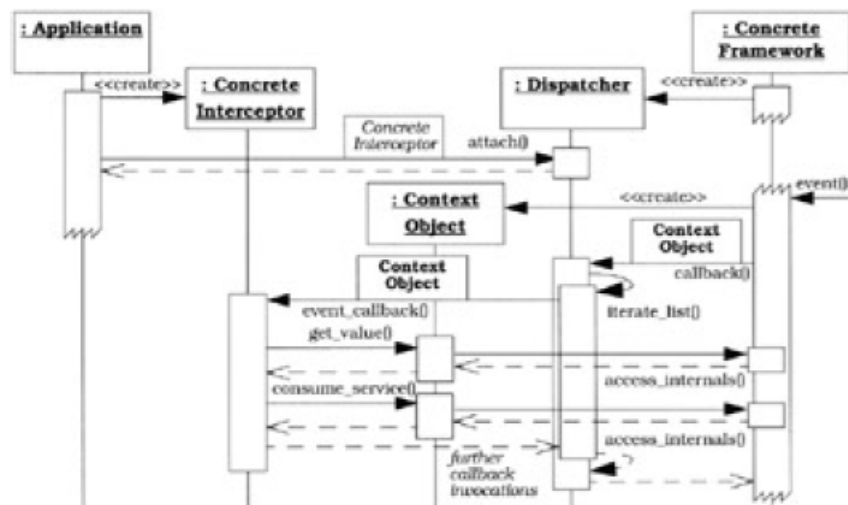 : Application
: Concrete
Framework
<<create>>
: Concrete
Interceptor
: Dispatcher
<<create>>
Concrete
Interceptor
attach()
event()
<<create>>
: Context
Object
Context
Object
callback()
Context
Object
event_callback()
iterate_list()
get_value()
access_internals()
consume_service()
access_internals()
further
callback
invocations